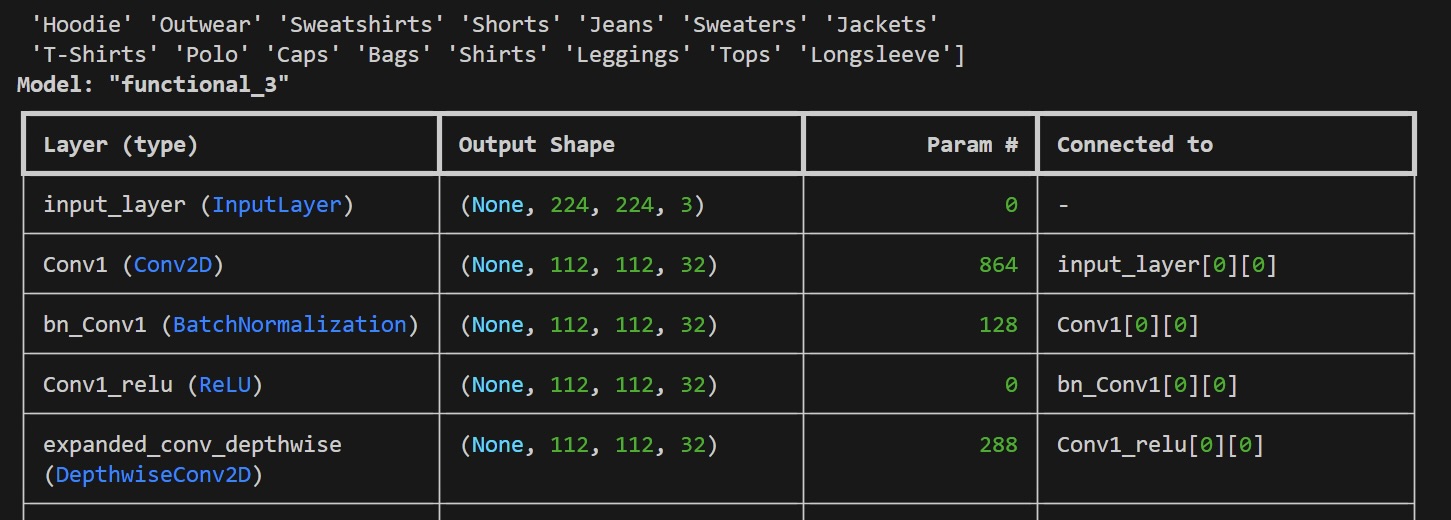 'Hoodie' 'Outwear' 'Sweatshirts' 'Shorts' 'Jeans' 'Sweaters' 'Jackets'
'T-Shirts' 'Polo' 'Caps' 'Bags' 'Shirts' 'Leggings' 'Tops' 'Longsleeve']
Model: "functional_3"
Layer (type) Output Shape Param # Connected to
input_layer (InputLayer) (None, 224, 224, 3) 0 -
Conv1 (Conv2D) (None, 112, 112, 32) 864 input_layer[0][0]
bn_Conv1 (BatchNormalization) (None, 112, 112, 32) 128 Conv1[0][0]
Conv1_relu (ReLU) (None, 112, 112, 32) 0 bn_Conv1[0][0]
expanded_conv_depthwise (None, 112, 112, 32) 288 Conv1_relu[0][0]
(DepthwiseConv2D)